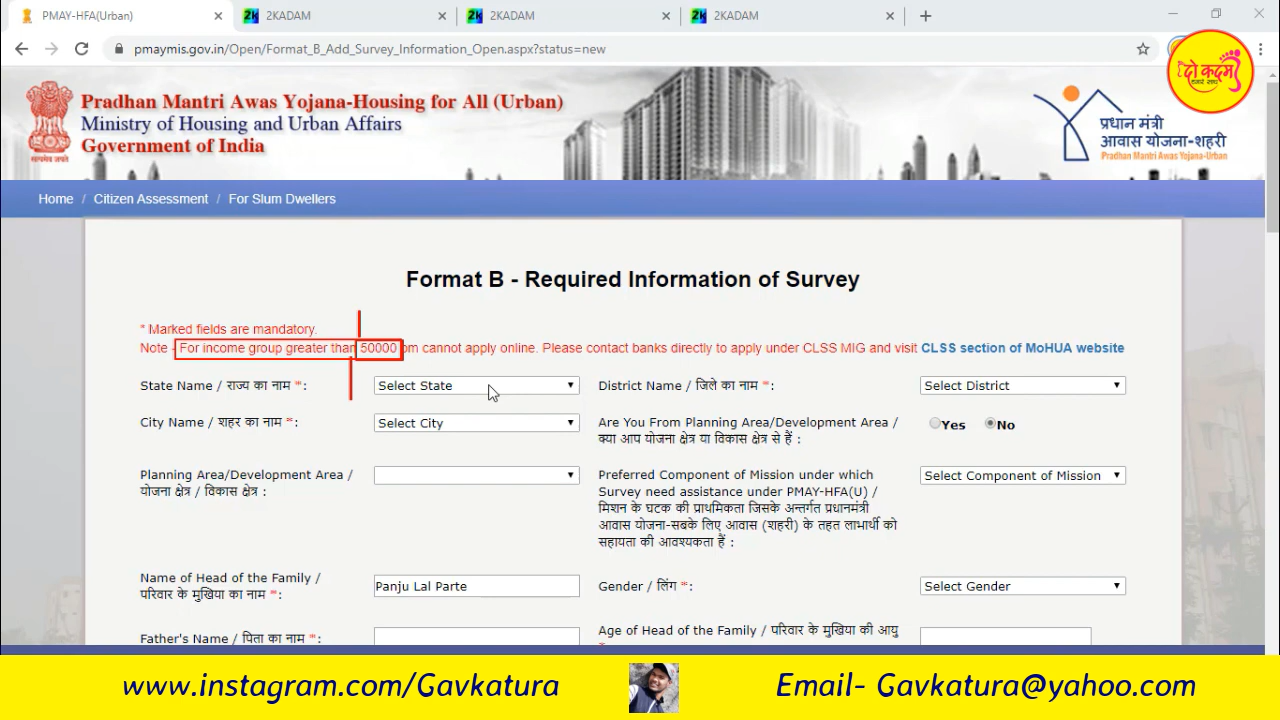 PMAY-HFA(Urban)
2K 2KADAM
2K 2KADAM
2K 2KADAM
pmaymis.gov.in/Open/Format_B_Add_Survey_Information_Open.aspx?status=new
दो कदम
Pradhan Mantri Awas Yojana-Housing for All (Urban)
Ministry of Housing and Urban Affairs
Government of India
सत्यमेव जयते
प्रधान मंत्री
आवास योजना-शहरी
Pradhan Mantri Awas Yojana-Urban
Home / Citizen Assessment / For Slum Dwellers
Format B - Required Information of Survey
* Marked fields are mandatory.
Note - For income group greater than 50000 pm cannot apply online. Please contact banks directly to apply under CLSS MIG and visit CLSS section of MoHUA website
State Name / राज्य का नाम *: Select State
District Name / जिले का नाम *: Select District
City Name / शहर का नाम *: Select City
Are You From Planning Area/Development Area /
क्या आप योजना क्षेत्र या विकास क्षेत्र से हैं :
Yes No
Planning Area/Development Area /
योजना क्षेत्र / विकास क्षेत्र :
Preferred Component of Mission under which
Survey need assistance under PMAY-HFA(U) /
मिशन के घटक की प्राथमिकता जिसके अन्तर्गत प्रधानमंत्री
आवास योजना-सबके लिए आवास (शहरी) के तहत लाभार्थी को
सहायता की आवश्यकता हैं :
Select Component of Mission
Name of Head of the Family /
परिवार के मुखिया का नाम *:
Panju Lal Parte
Gender / लिंग *: Select Gender
Father's Name / पिता का नाम *:
Age of Head of the Family / परिवार के मुखिया की आयु
www.instagram.com/Gavkatura
Email- Gavkatura@yahoo.com